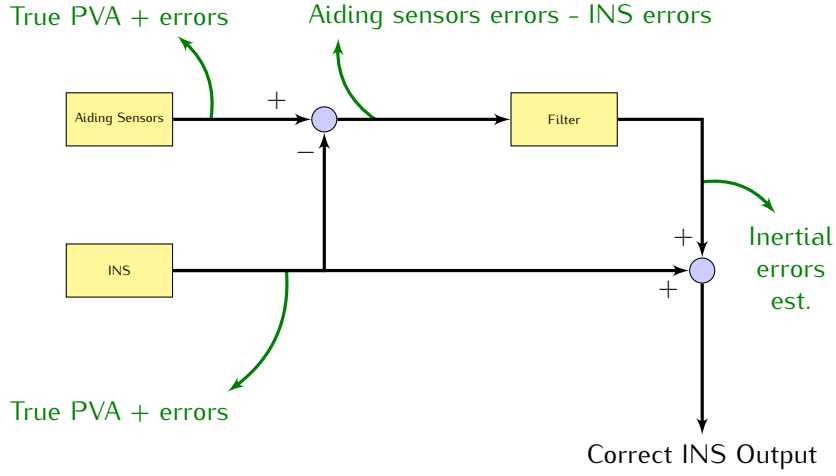 True PVA + errors
Aiding sensors errors - INS errors
Aiding Sensors
+
−
Filter
INS
+
+
Inertial
errors
est.
True PVA + errors
Correct INS Output